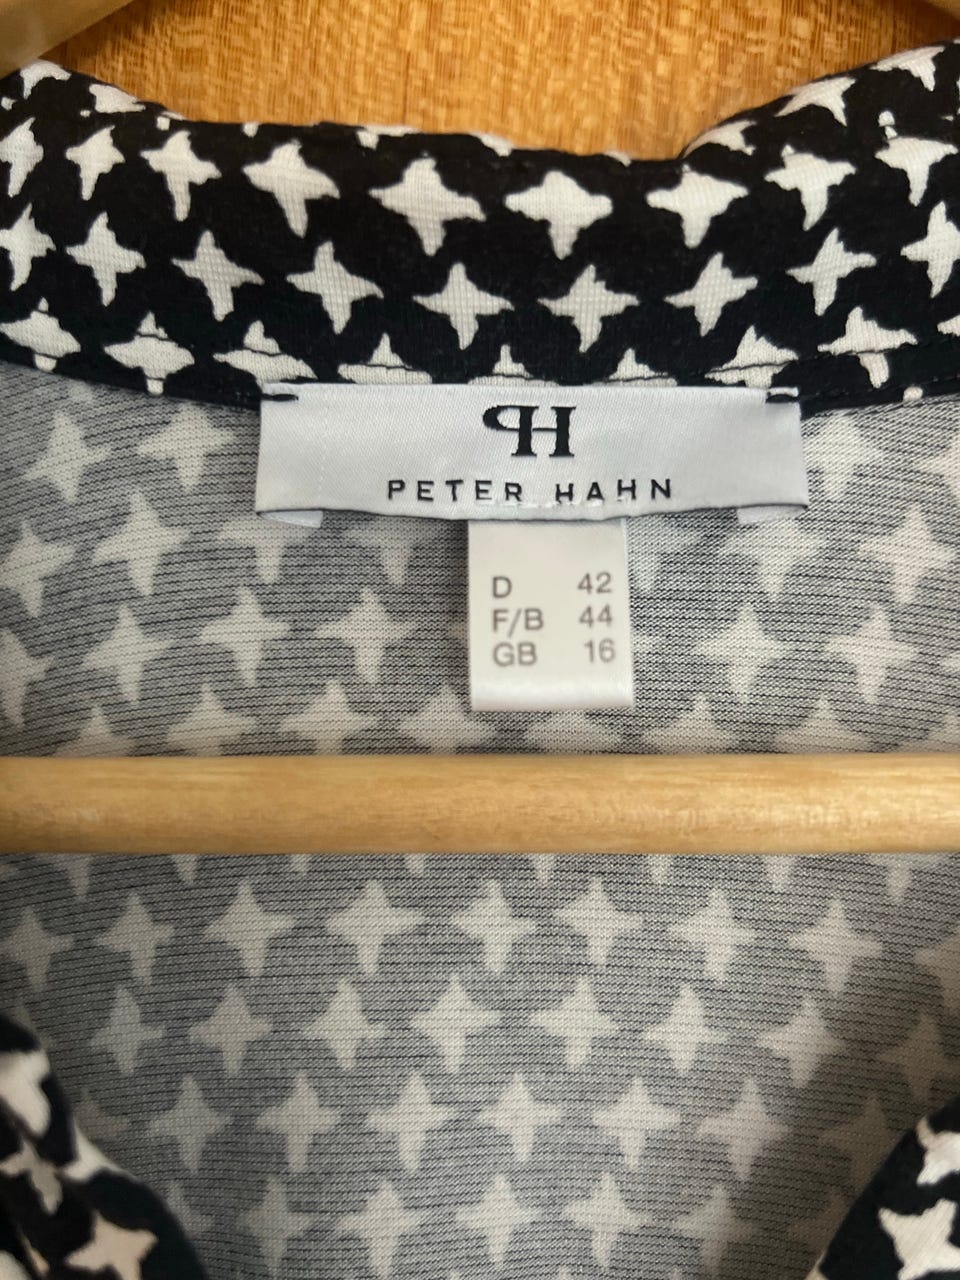 PH
PETER HAHN
D 42
F/B 44
GB 16